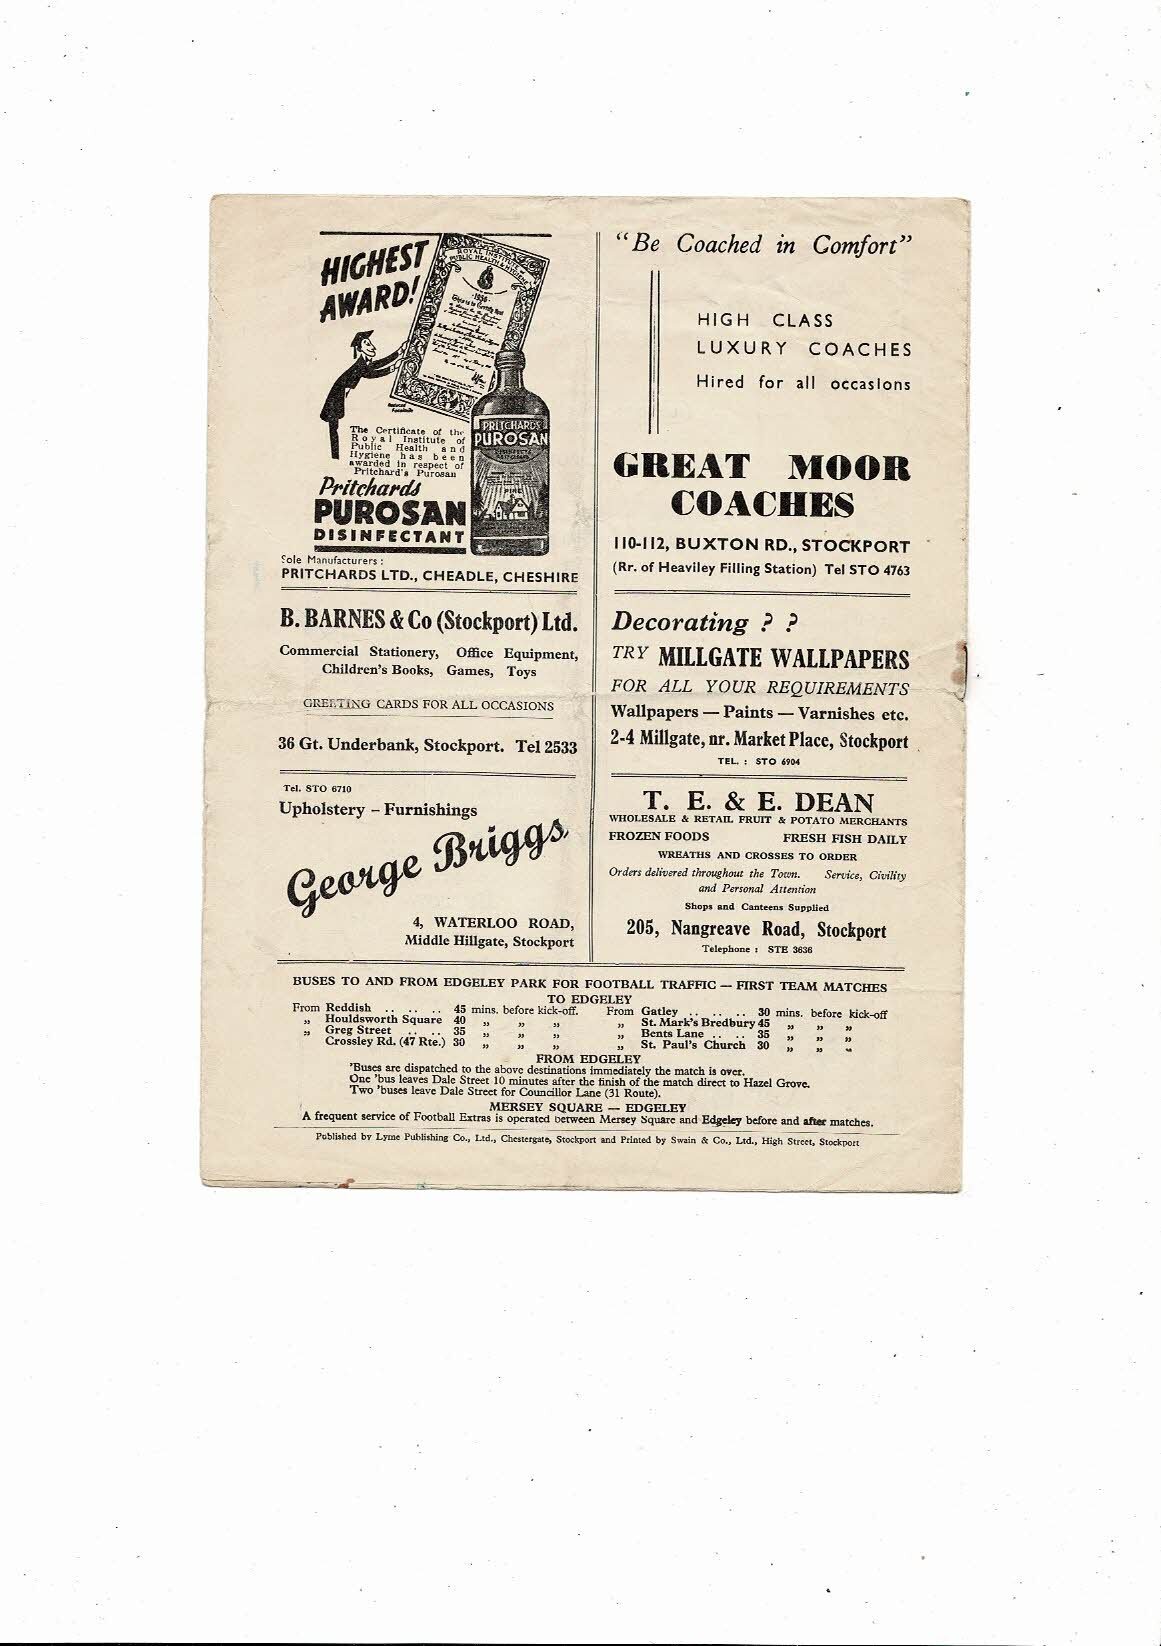 HIGHEST
AWARD!
ROYAL INSTITUTE OF
PUBLIC HEALTH & HYGIENE
1936
The Certificate of the
Royal Institute of
Public Health and
Hygiene has been
awarded in respect of
Pritchard's Purosan
PRITCHARDS
PUROSAN
Pritchards
PUROSAN
DISINFECTANT
Sole Manufacturers :
PRITCHARDS LTD., CHEADLE, CHESHIRE
B. BARNES & Co (Stockport) Ltd.
Commercial Stationery, Office Equipment,
Children's Books, Games, Toys
GREETING CARDS FOR ALL OCCASIONS
36 Gt. Underbank, Stockport. Tel 2533
Tel. STO 6710
Upholstery – Furnishings
George Briggs,
4, WATERLOO ROAD,
Middle Hillgate, Stockport
"Be Coached in Comfort"
HIGH CLASS
LUXURY COACHES
Hired for all occasions
GREAT MOOR
COACHES
110-112, BUXTON RD., STOCKPORT
(Rr. of Heaviley Filling Station) Tel STO 4763
Decorating ? ?
TRY MILLGATE WALLPAPERS
FOR ALL YOUR REQUIREMENTS
Wallpapers — Paints — Varnishes etc.
2-4 Millgate, nr. Market Place, Stockport
TEL. : STO 6904
T. E. & E. DEAN
WHOLESALE & RETAIL FRUIT & POTATO MERCHANTS
FROZEN FOODS FRESH FISH DAILY
WREATHS AND CROSSES TO ORDER
Orders delivered throughout the Town. Service, Civility
and Personal Attention
Shops and Canteens Supplied
205, Nangreave Road, Stockport
Telephone : STE 3636
BUSES TO AND FROM EDGELEY PARK FOR FOOTBALL TRAFFIC — FIRST TEAM MATCHES
TO EDGELEY
From Reddish .. .. .. 45 mins. before kick-off. From Gatley .. .. .. 30 mins. before kick-off
„ Houldsworth Square 40 „ „ „ „ St. Mark's Bredbury 45 „ „ „
„ Greg Street .. .. 35 „ „ „ „ Bents Lane .. .. 35 „ „ „
Crossley Rd. (47 Rte.) 30 „ „ „ „ St. Paul's Church 30 „ „ „
FROM EDGELEY
'Buses are dispatched to the above destinations immediately the match is over.
One 'bus leaves Dale Street 10 minutes after the finish of the match direct to Hazel Grove.
Two 'buses leave Dale Street for Councillor Lane (31 Route).
MERSEY SQUARE — EDGELEY
A frequent service of Football Extras is operated between Mersey Square and Edgeley before and after matches.
Published by Lyme Publishing Co., Ltd., Chestergate, Stockport and Printed by Swain & Co., Ltd., High Street, Stockport